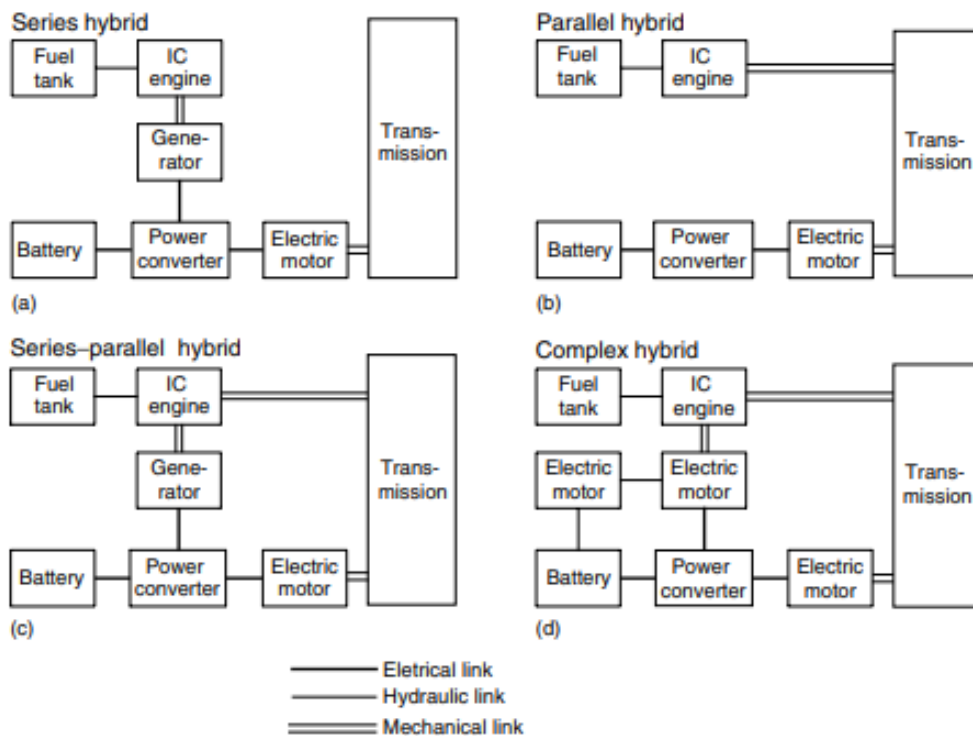 Series hybrid
Fuel
tank
IC
engine
Gene-
rator
Trans-
mission
Battery
Power
converter
Electric
motor
(a)
Parallel hybrid
Fuel
tank
IC
engine
Trans-
mission
Battery
Power
converter
Electric
motor
(b)
Series–parallel hybrid
Fuel
tank
IC
engine
Gene-
rator
Trans-
mission
Battery
Power
converter
Electric
motor
(c)
Complex hybrid
Fuel
tank
IC
engine
Electric
motor
Electric
motor
Trans-
mission
Battery
Power
converter
Electric
motor
(d)
Eletrical link
Hydraulic link
Mechanical link